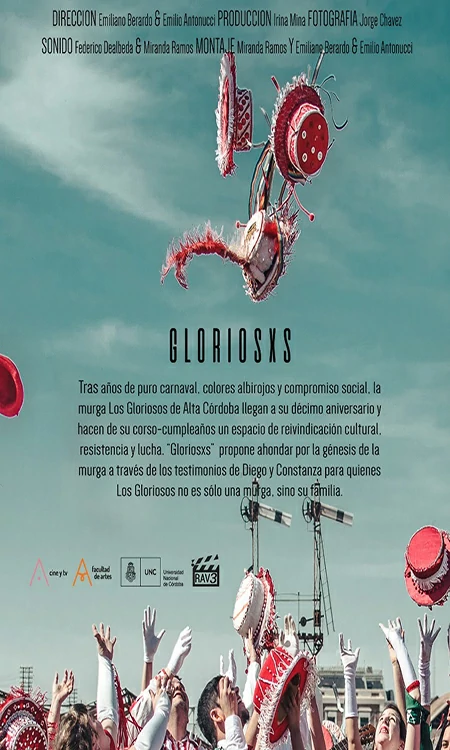 DIRECCION Emiliano Berardo & Emilio Antonucci PRODUCCION Irina Mina FOTOGRAFIA Jorge Chavez
SONIDO Federico Dealbeda & Miranda Ramos MONTAJE Miranda Ramos Y Emiliano Berardo & Emilio Antonucci
GLORIOSXS
Tras años de puro carnaval, colores albirojos y compromiso social, la
murga Los Gloriosos de Alta Córdoba llegan a su décimo aniversario y
hacen de su corso-cumpleaños un espacio de reivindicación cultural,
resistencia y lucha. "Gloriosxs" propone ahondar por la génesis de la
murga a través de los testimonios de Diego y Constanza para quienes
Los Gloriosos no es sólo una murga, sino su familia.
cine y tv
facultad
de artes
UNC
Universidad
Nacional
de Córdoba
RAV3